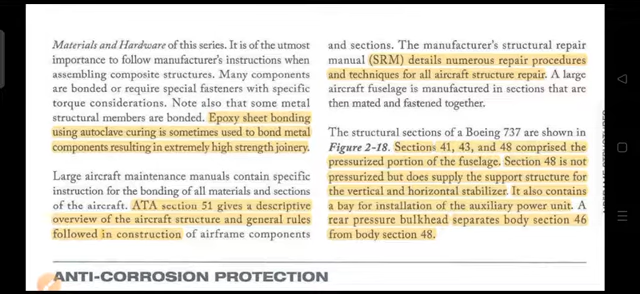 Materials and Hardware of this series. It is of the utmost
importance to follow manufacturer's instructions when
assembling composite structures. Many components
are bonded or require special fasteners with specific
torque considerations. Note also that some metal
structural members are bonded. Epoxy sheet bonding
using autoclave curing is sometimes used to bond metal
components resulting in extremely high strength joinery.
Large aircraft maintenance manuals contain specific
instruction for the bonding of all materials and sections
of the aircraft. ATA section 51 gives a descriptive
overview of the aircraft structure and general rules
followed in construction of airframe components
and sections. The manufacturer's structural repair
manual (SRM) details numerous repair procedures
and techniques for all aircraft structure repair. A large
aircraft fuselage is manufactured in sections that are
then mated and fastened together.
The structural sections of a Boeing 737 are shown in
Figure 2-18. Sections 41, 43, and 48 comprised the
pressurized portion of the fuselage. Section 48 is not
pressurized but does supply the support structure for
the vertical and horizontal stabilizer. It also contains
a bay for installation of the auxiliary power unit. A
rear pressure bulkhead separates body section 46
from body section 48.
ANTI-CORROSION PROTECTION